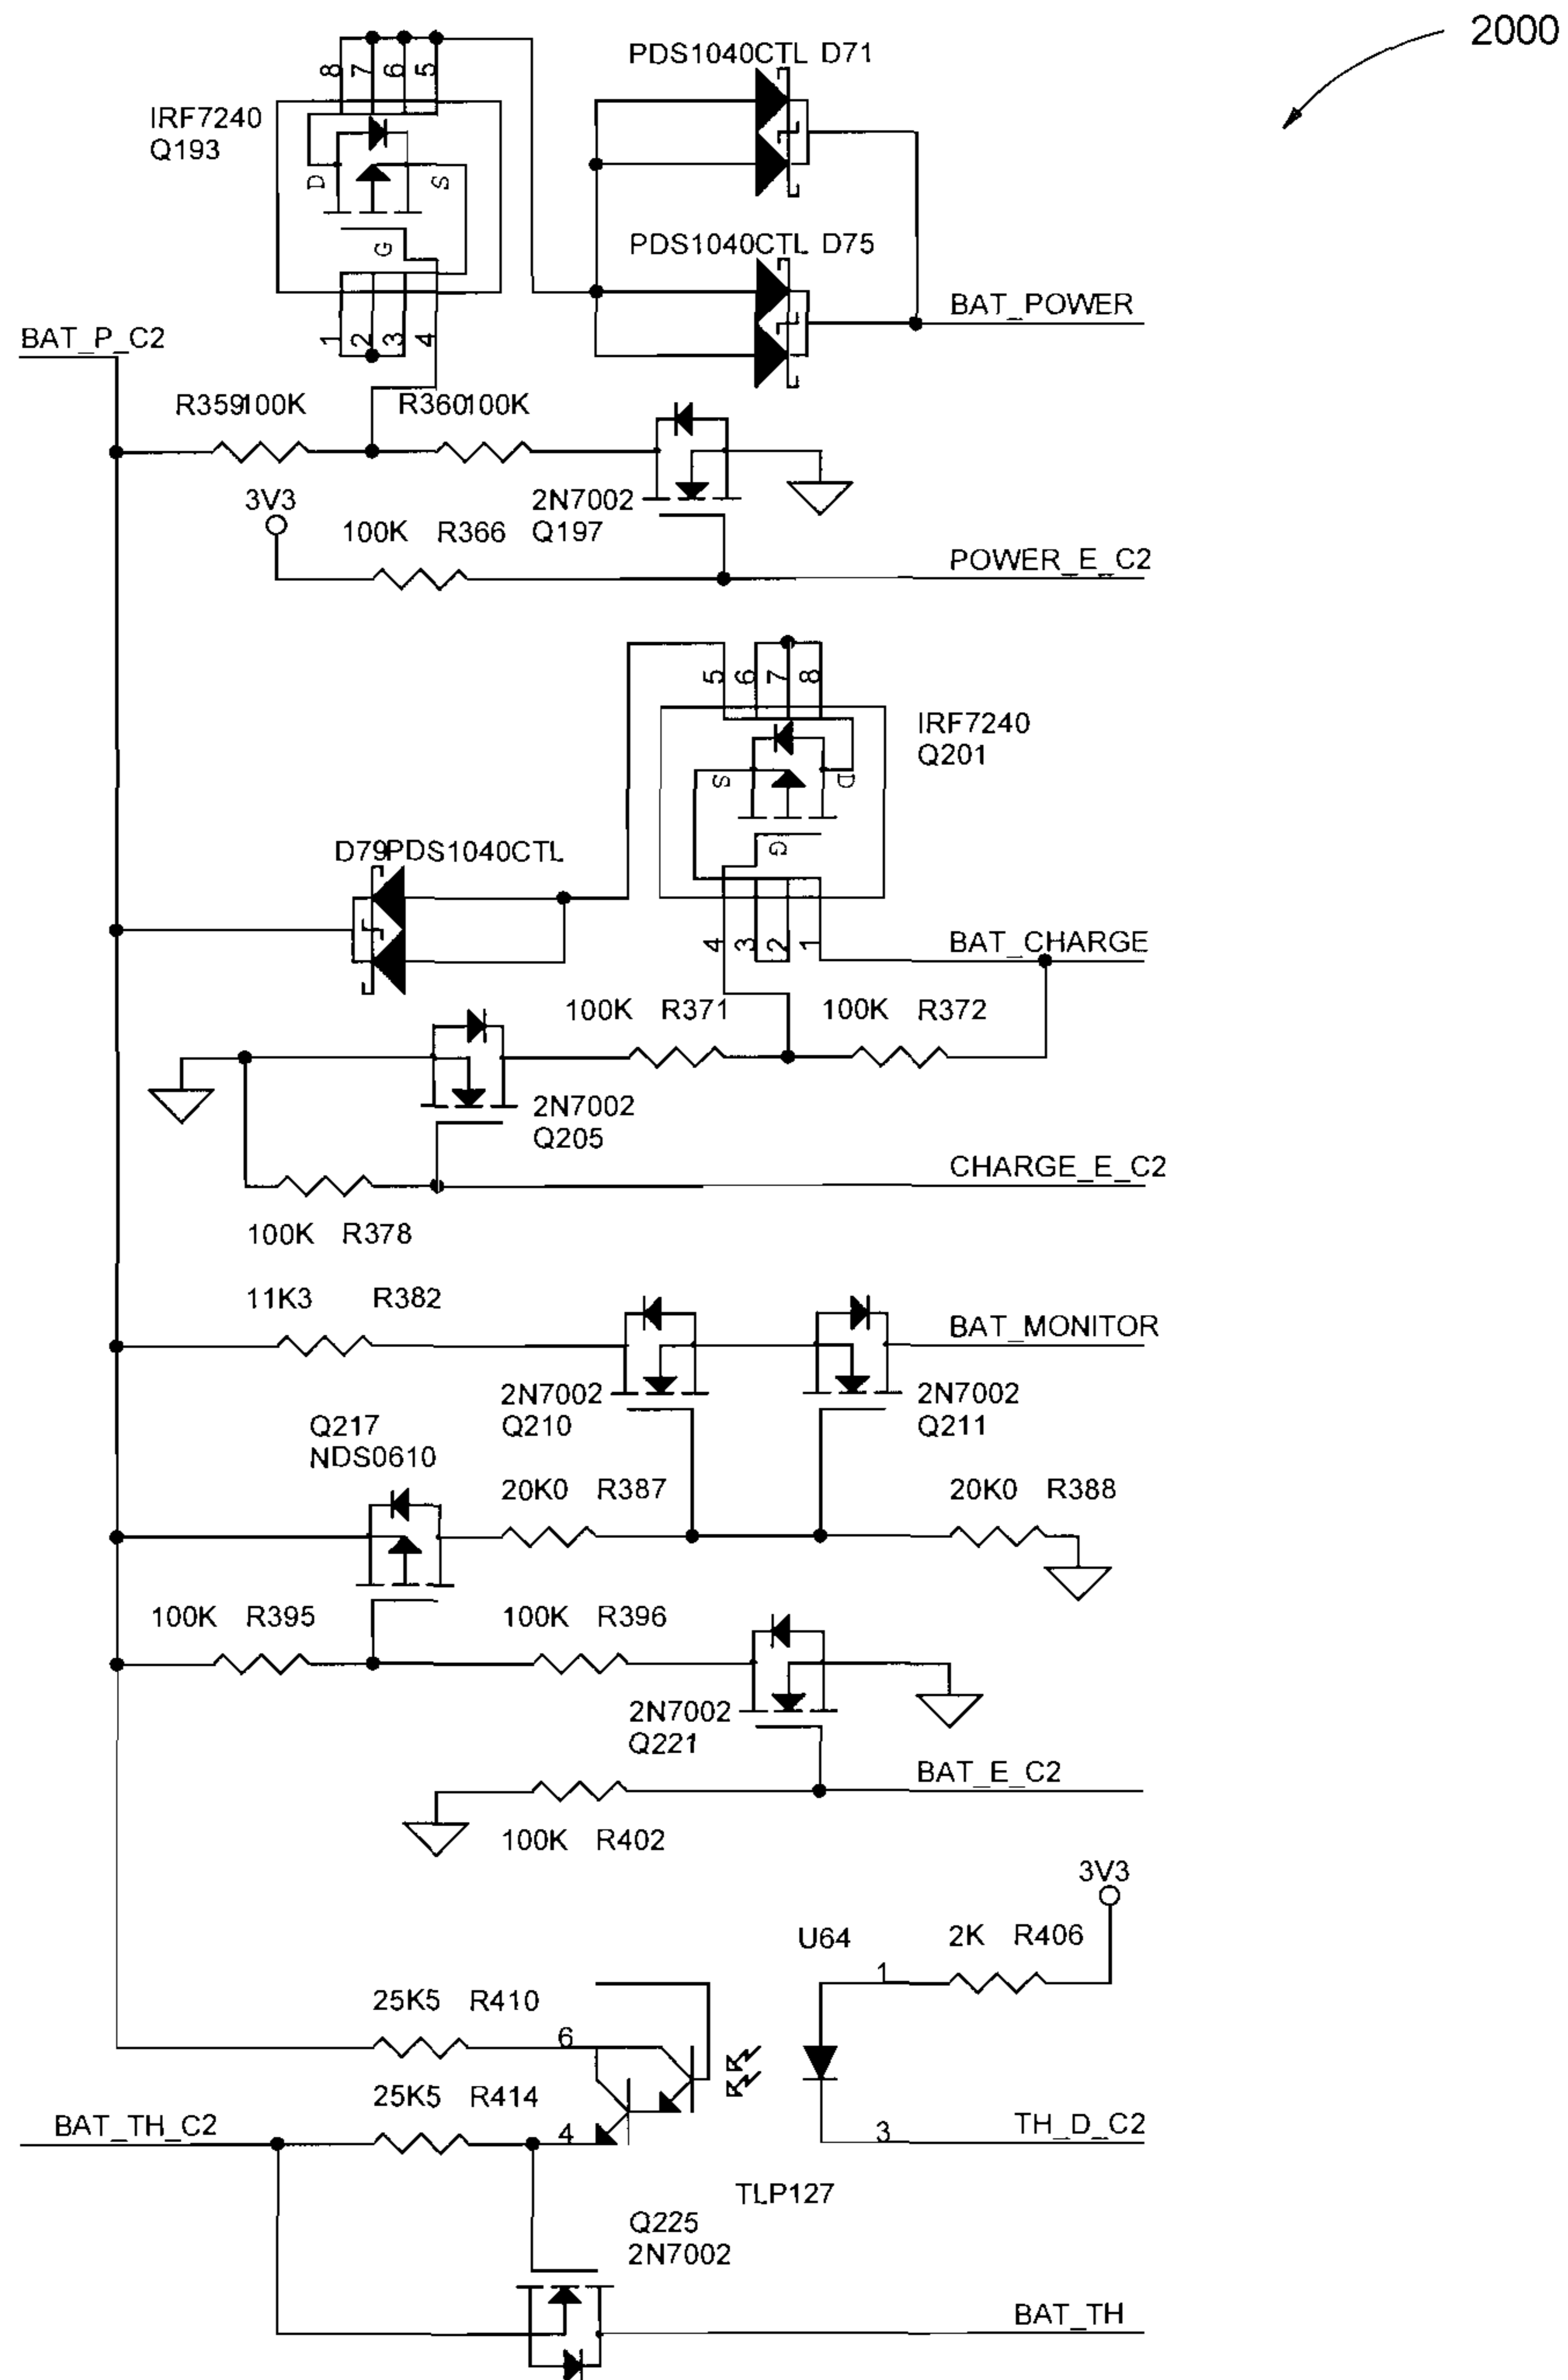 2000
PDS1040CTL D71
8 7 6 5
IRF7240
Q193
D S
G
PDS1040CTL D75
BAT_POWER
1 2 3 4
BAT_P_C2
R359100K R360100K
3V3
2N7002
100K R366 Q197
POWER_E_C2
5 6 7 8
IRF7240
Q201
S D
G
D79PDS1040CTL
4 3 2 1
BAT_CHARGE
100K R371 100K R372
2N7002
Q205
CHARGE_E_C2
100K R378
11K3 R382
BAT_MONITOR
2N7002 2N7002
Q210 Q211
Q217
NDS0610
20K0 R387 20K0 R388
100K R395 100K R396
2N7002
Q221
BAT_E_C2
100K R402
3V3
U64 2K R406
1
25K5 R410
6
25K5 R414
BAT_TH_C2 4 3 TH_D_C2
TLP127
Q225
2N7002
BAT_TH